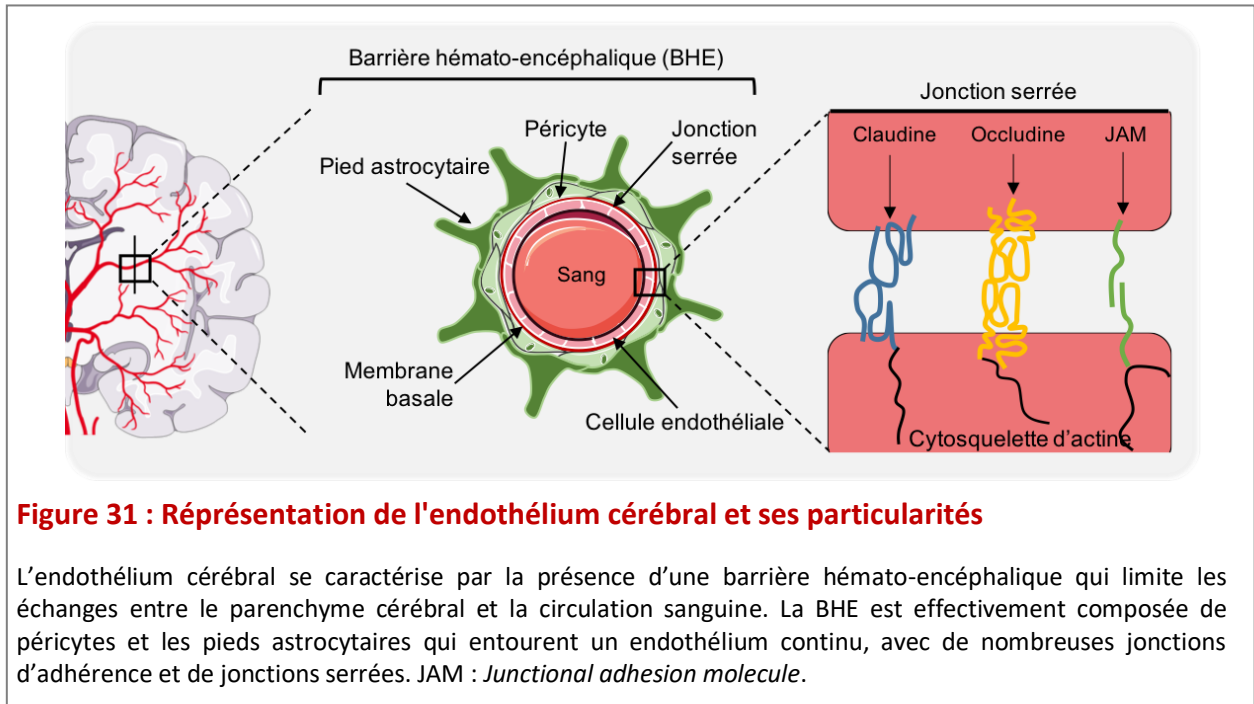 Barrière hémato-encéphalique (BHE)
Jonction serrée
Péricyte
Jonction
serrée
Claudine
Occludine
JAM
Pied astrocytaire
Sang
Membrane
basale
Cellule endothéliale
Cytosquelette d'actine
Figure 31 : Réprésentation de l'endothélium cérébral et ses particularités
L’endothélium cérébral se caractérise par la présence d’une barrière hémato-encéphalique qui limite les
échanges entre le parenchyme cérébral et la circulation sanguine. La BHE est effectivement composée de
péricytes et les pieds astrocytaires qui entourent un endothélium continu, avec de nombreuses jonctions
d’adhérence et de jonctions serrées. JAM : Junctional adhesion molecule.